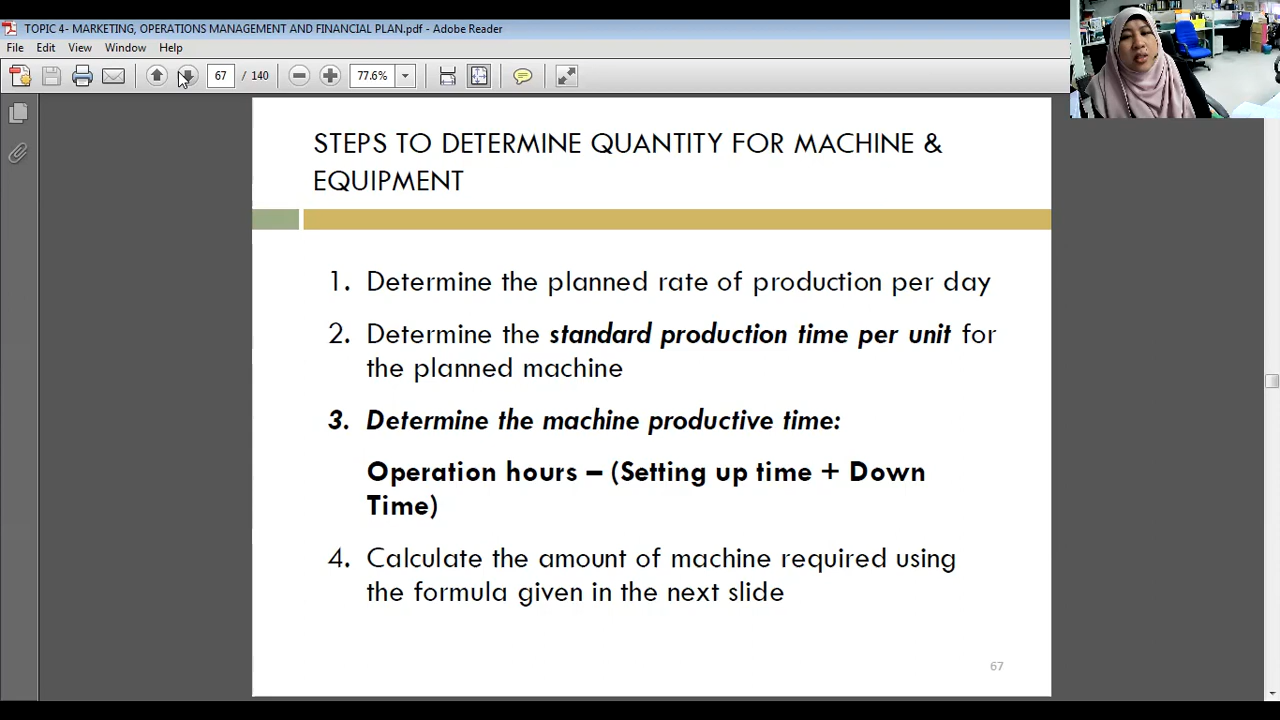 TOPIC 4- MARKETING, OPERATIONS MANAGEMENT AND FINANCIAL PLAN.pdf - Adobe Reader
File Edit View Window Help
67 / 140 77.6%
STEPS TO DETERMINE QUANTITY FOR MACHINE &
EQUIPMENT
1. Determine the planned rate of production per day
2. Determine the standard production time per unit for
the planned machine
3. Determine the machine productive time:
Operation hours – (Setting up time + Down
Time)
4. Calculate the amount of machine required using
the formula given in the next slide
67